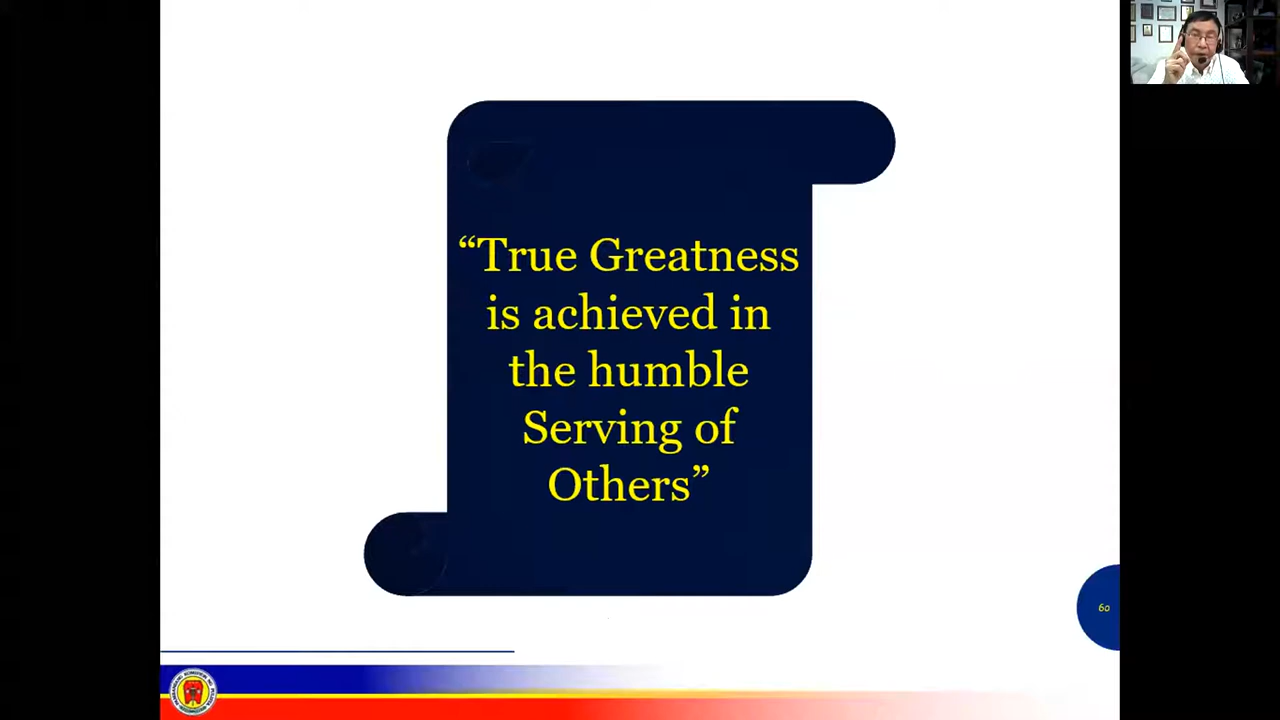 “True Greatness
is achieved in
the humble
Serving of
Others”
60